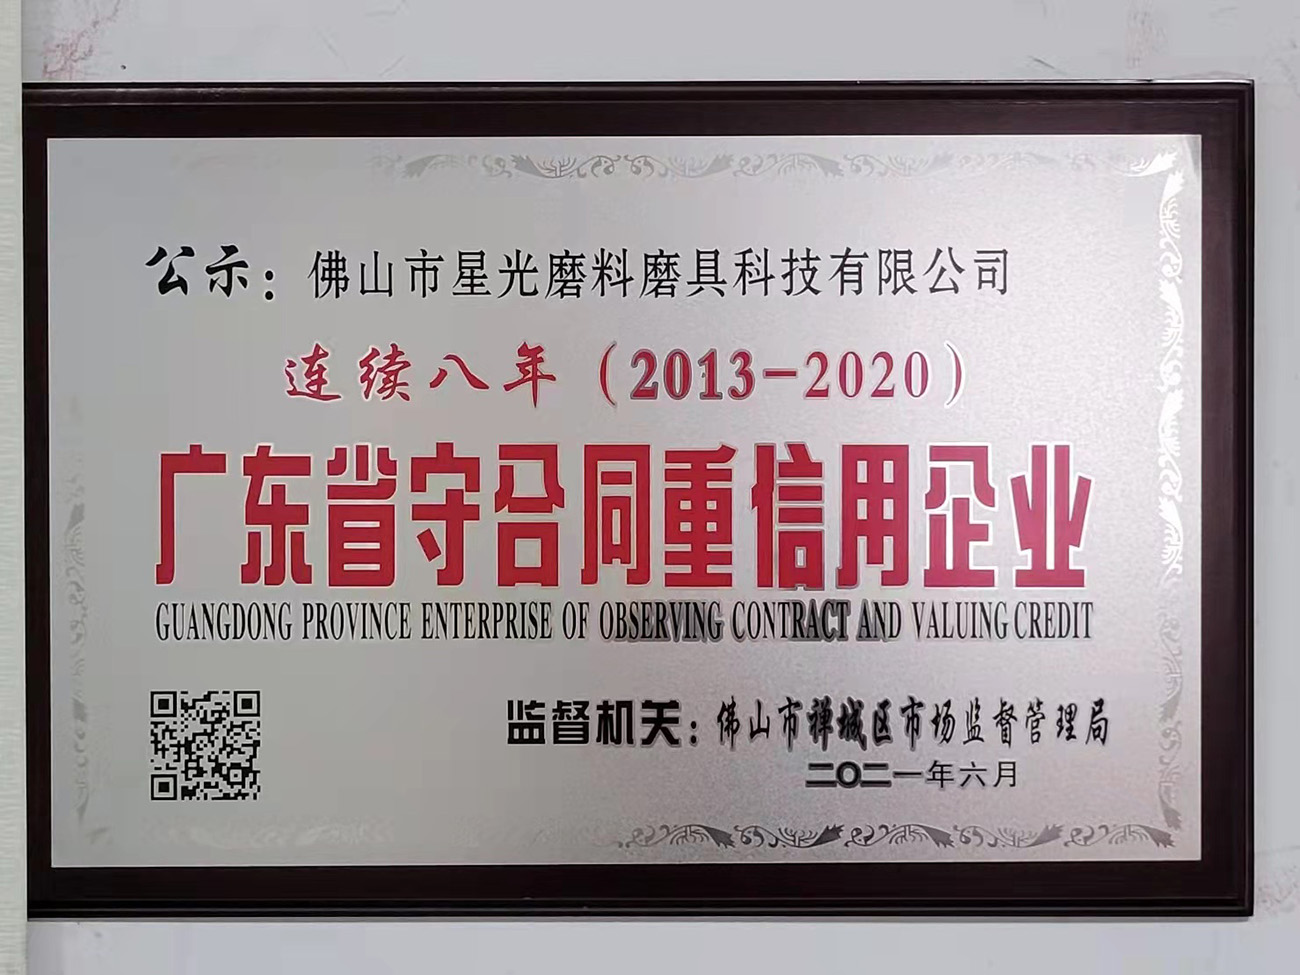 公示：佛山市星光磨料磨具科技有限公司
连续八年（2013-2020）
广东省守合同重信用企业
GUANGDONG PROVINCE ENTERPRISE OF OBSERVING CONTRACT AND VALUING CREDIT
监督机关：佛山市禅城区市场监督管理局
二〇二一年六月